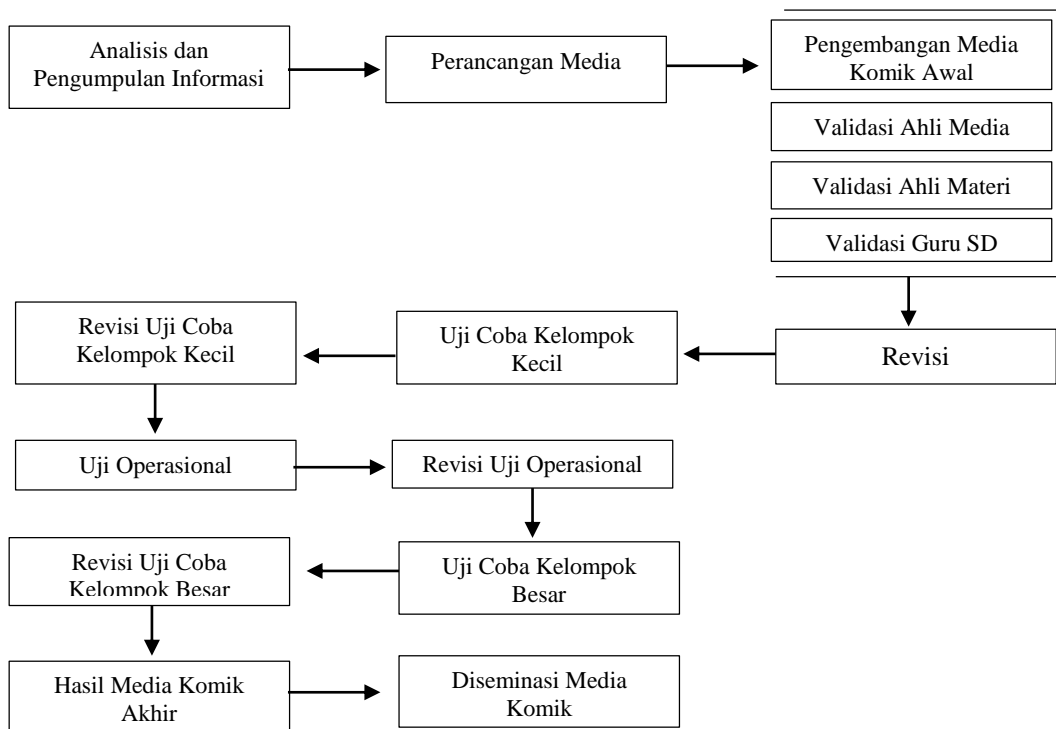 Analisis dan
Pengumpulan Informasi
Perancangan Media
Pengembangan Media
Komik Awal
Validasi Ahli Media
Validasi Ahli Materi
Validasi Guru SD
Revisi
Uji Coba Kelompok
Kecil
Revisi Uji Coba
Kelompok Kecil
Uji Operasional
Revisi Uji Operasional
Uji Coba Kelompok
Besar
Revisi Uji Coba
Kelompok Besar
Hasil Media Komik
Akhir
Diseminasi Media
Komik